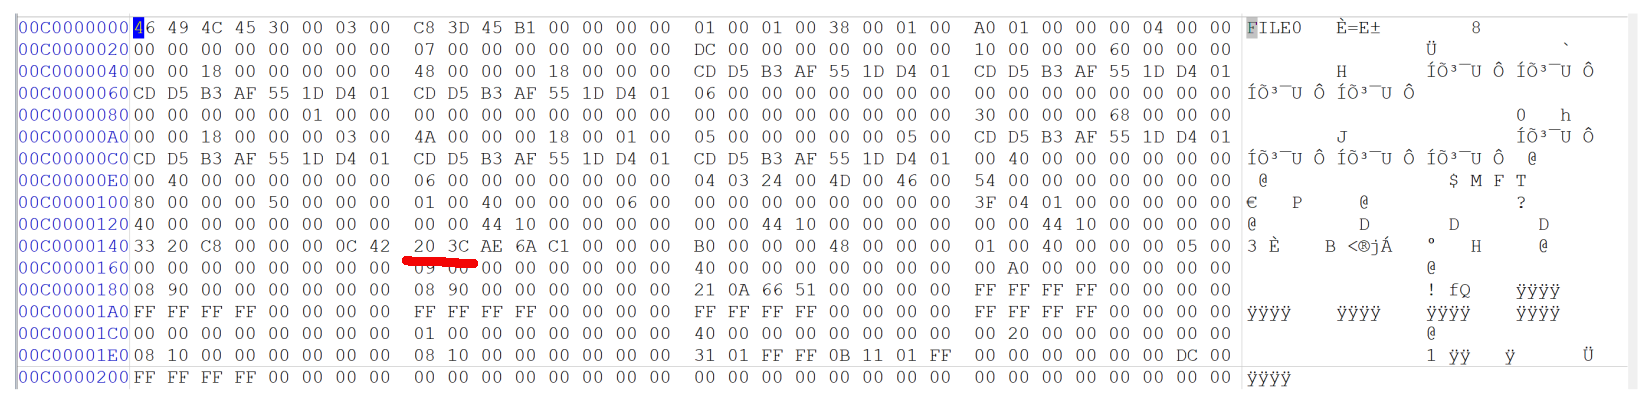 00C0000000 46 49 4C 45 30 00 03 00 C8 3D 45 B1 00 00 00 00 01 00 01 00 38 00 01 00 A0 01 00 00 00 04 00 00 FILE0 È=E± 8
00C0000020 00 00 00 00 00 00 00 00 07 00 00 00 00 00 00 00 DC 00 00 00 00 00 00 00 10 00 00 00 60 00 00 00 Ü `
00C0000040 00 00 18 00 00 00 00 00 48 00 00 00 18 00 00 00 CD D5 B3 AF 55 1D D4 01 CD D5 B3 AF 55 1D D4 01 H ÍÕ³¯U Ô ÍÕ³¯U Ô
00C0000060 CD D5 B3 AF 55 1D D4 01 CD D5 B3 AF 55 1D D4 01 06 00 00 00 00 00 00 00 00 00 00 00 00 00 00 00 ÍÕ³¯U Ô ÍÕ³¯U Ô
00C0000080 00 00 00 00 00 01 00 00 00 00 00 00 00 00 00 00 00 00 00 00 00 00 00 00 30 00 00 00 68 00 00 00 0 h
00C00000A0 00 00 18 00 00 00 03 00 4A 00 00 00 18 00 01 00 05 00 00 00 00 00 05 00 CD D5 B3 AF 55 1D D4 01 J ÍÕ³¯U Ô
00C00000C0 CD D5 B3 AF 55 1D D4 01 CD D5 B3 AF 55 1D D4 01 CD D5 B3 AF 55 1D D4 01 00 40 00 00 00 00 00 00 ÍÕ³¯U Ô ÍÕ³¯U Ô ÍÕ³¯U Ô @
00C00000E0 00 40 00 00 00 00 00 00 06 00 00 00 00 00 00 00 04 03 24 00 4D 00 46 00 54 00 00 00 00 00 00 00 @ $ M F T
00C0000100 80 00 00 00 50 00 00 00 01 00 40 00 00 00 06 00 00 00 00 00 00 00 00 00 3F 04 01 00 00 00 00 00 € P @ ?
00C0000120 40 00 00 00 00 00 00 00 00 00 44 10 00 00 00 00 00 00 44 10 00 00 00 00 00 00 44 10 00 00 00 00 @ D D D
00C0000140 33 20 C8 00 00 00 0C 42 20 3C AE 6A C1 00 00 00 B0 00 00 00 48 00 00 00 01 00 40 00 00 00 05 00 3 È B <®jÁ ° H @
00C0000160 00 00 00 00 00 00 00 00 09 00 00 00 00 00 00 00 40 00 00 00 00 00 00 00 00 A0 00 00 00 00 00 00 @
00C0000180 08 90 00 00 00 00 00 00 08 90 00 00 00 00 00 00 21 0A 66 51 00 00 00 00 FF FF FF FF 00 00 00 00 ! fQ ÿÿÿÿ
00C00001A0 FF FF FF FF 00 00 00 00 FF FF FF FF 00 00 00 00 FF FF FF FF 00 00 00 00 FF FF FF FF 00 00 00 00 ÿÿÿÿ ÿÿÿÿ ÿÿÿÿ ÿÿÿÿ
00C00001C0 00 00 00 00 00 00 00 00 01 00 00 00 00 00 00 00 40 00 00 00 00 00 00 00 00 20 00 00 00 00 00 00 @
00C00001E0 08 10 00 00 00 00 00 00 08 10 00 00 00 00 00 00 31 01 FF FF 0B 11 01 FF 00 00 00 00 00 00 DC 00 1 ÿÿ ÿ Ü
00C0000200 FF FF FF FF 00 00 00 00 00 00 00 00 00 00 00 00 00 00 00 00 00 00 00 00 00 00 00 00 00 00 00 00 ÿÿÿÿ